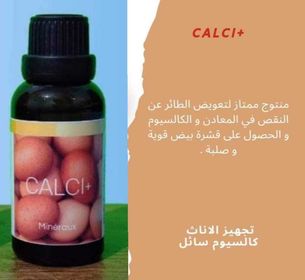 CALCI+
منتوج ممتاز لتعويض الطائر عن
النقص في المعادن و الكالسيوم
و الحصول على قشرة بيض قوية
و صلبة .
تجهيز الاناث
كالسيوم سائل
CALCI+
Minéraux